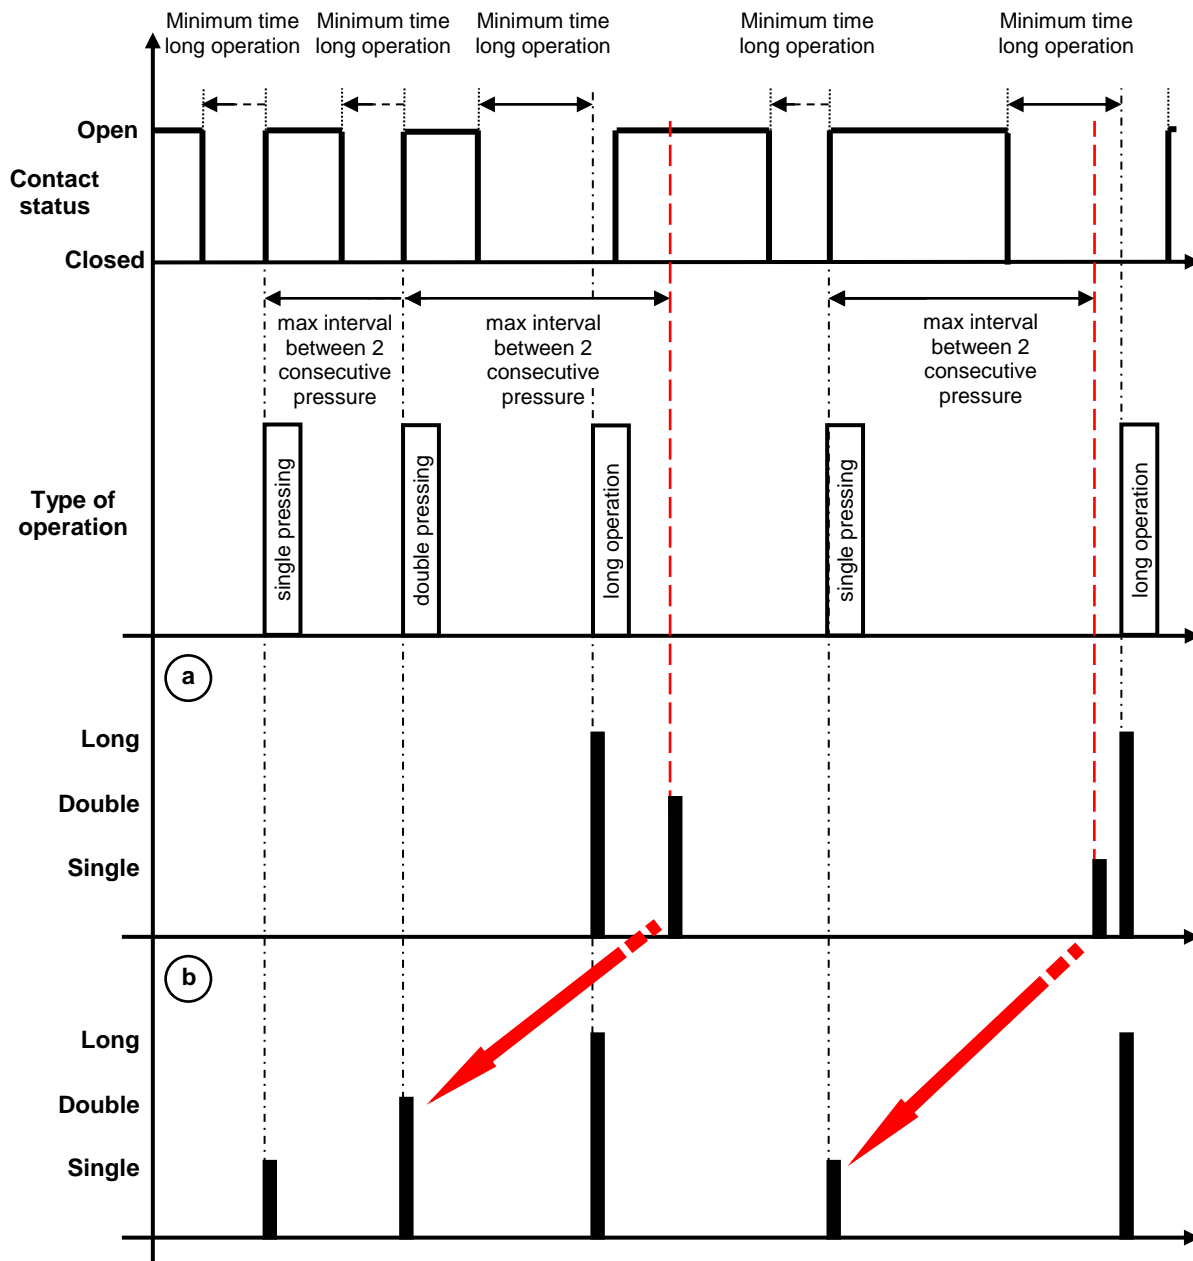 Minimum time
long operation
Minimum time
long operation
Minimum time
long operation
Minimum time
long operation
Minimum time
long operation
Open
Contact
status
Closed
max interval
between 2
consecutive
pressure
max interval
between 2
consecutive
pressure
max interval
between 2
consecutive
pressure
Type of
operation
single pressing
double pressing
long operation
single pressing
long operation
a
Long
Double
Single
b
Long
Double
Single